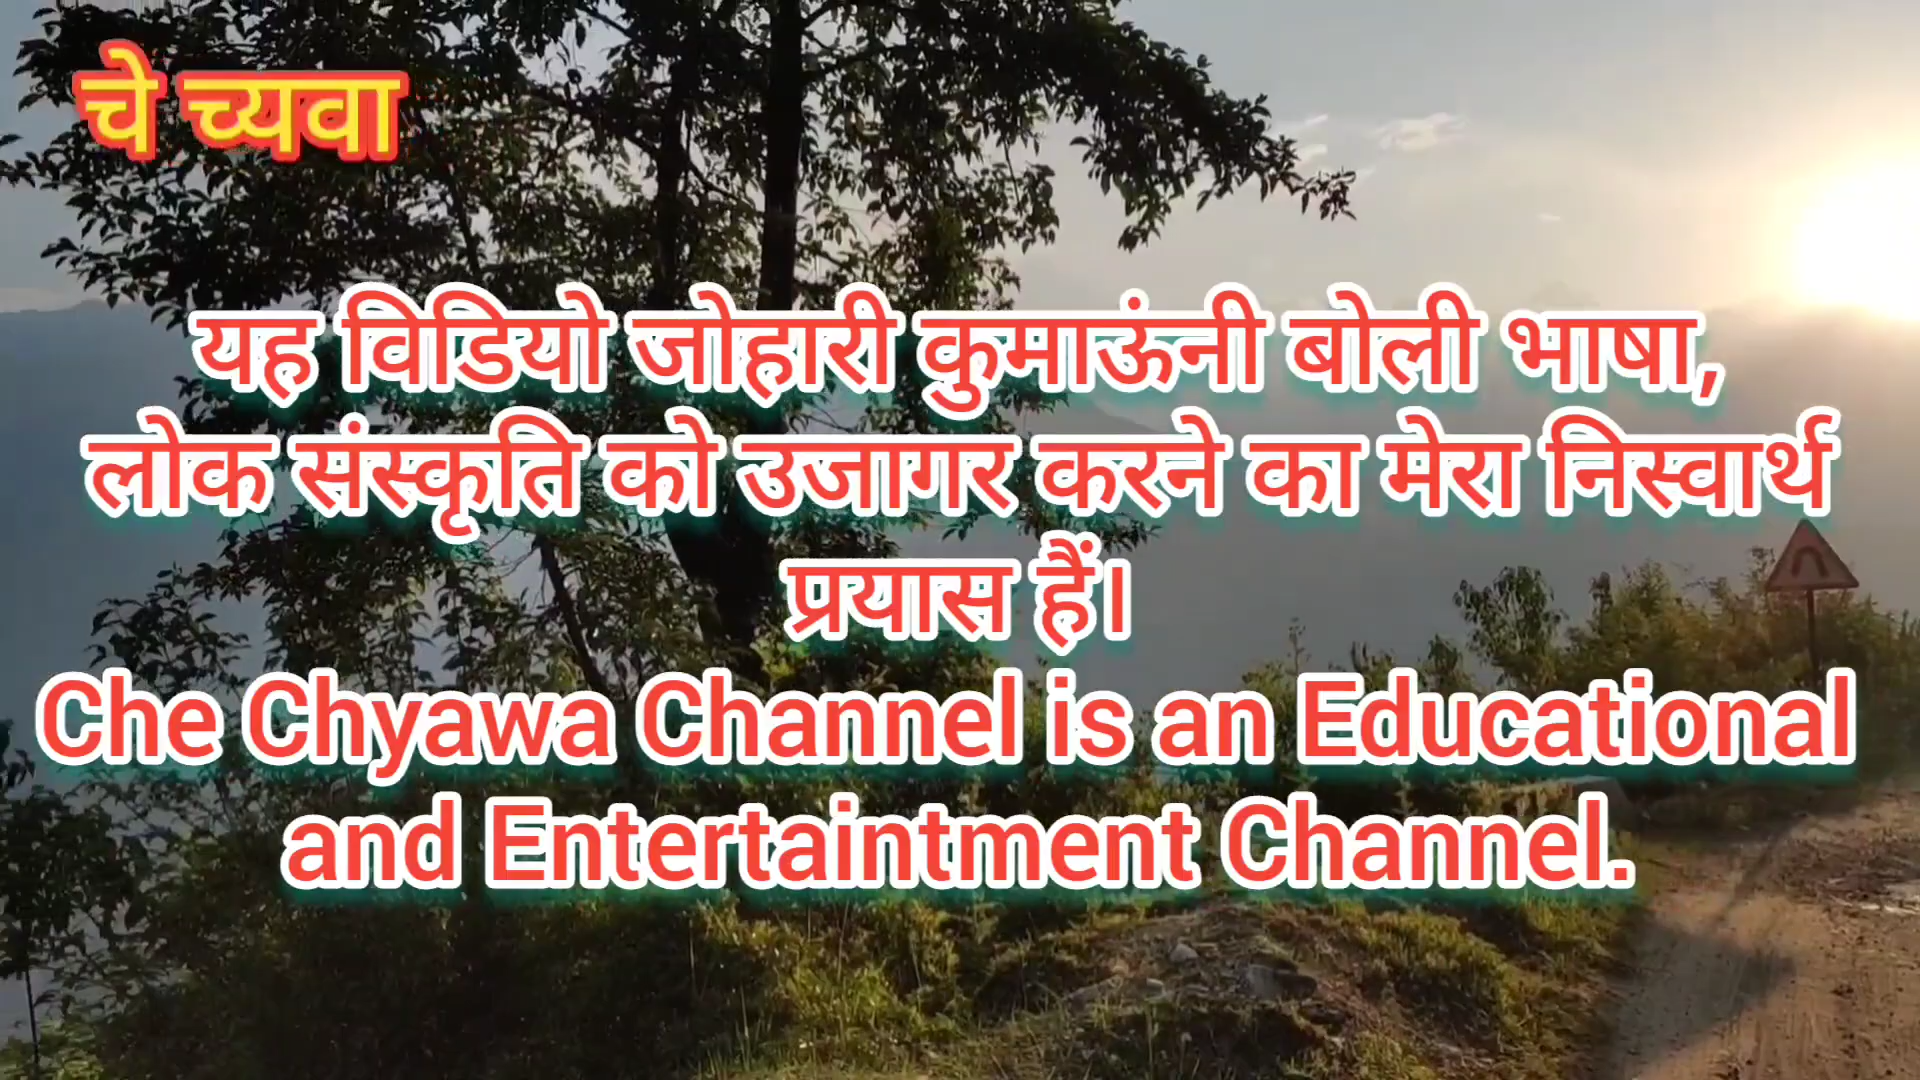 चे च्यवा
यह विडियो जोहारी कुमाऊंनी बोली भाषा,
लोक संस्कृति को उजागर करने का मेरा निस्वार्थ
प्रयास हैं।
Che Chyawa Channel is an Educational
and Entertaintment Channel.